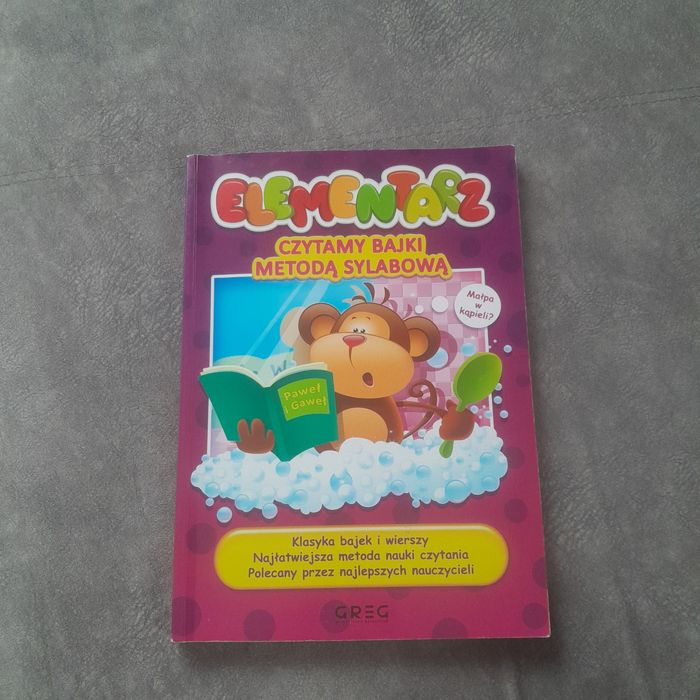 ELEMENTARZ
CZYTAMY BAJKI
METODĄ SYLABOWĄ
Małpa
w
kąpieli?
W
Paweł
i Gaweł
Klasyka bajek i wierszy
Najłatwiejsza metoda nauki czytania
Polecany przez najlepszych nauczycieli
GREG